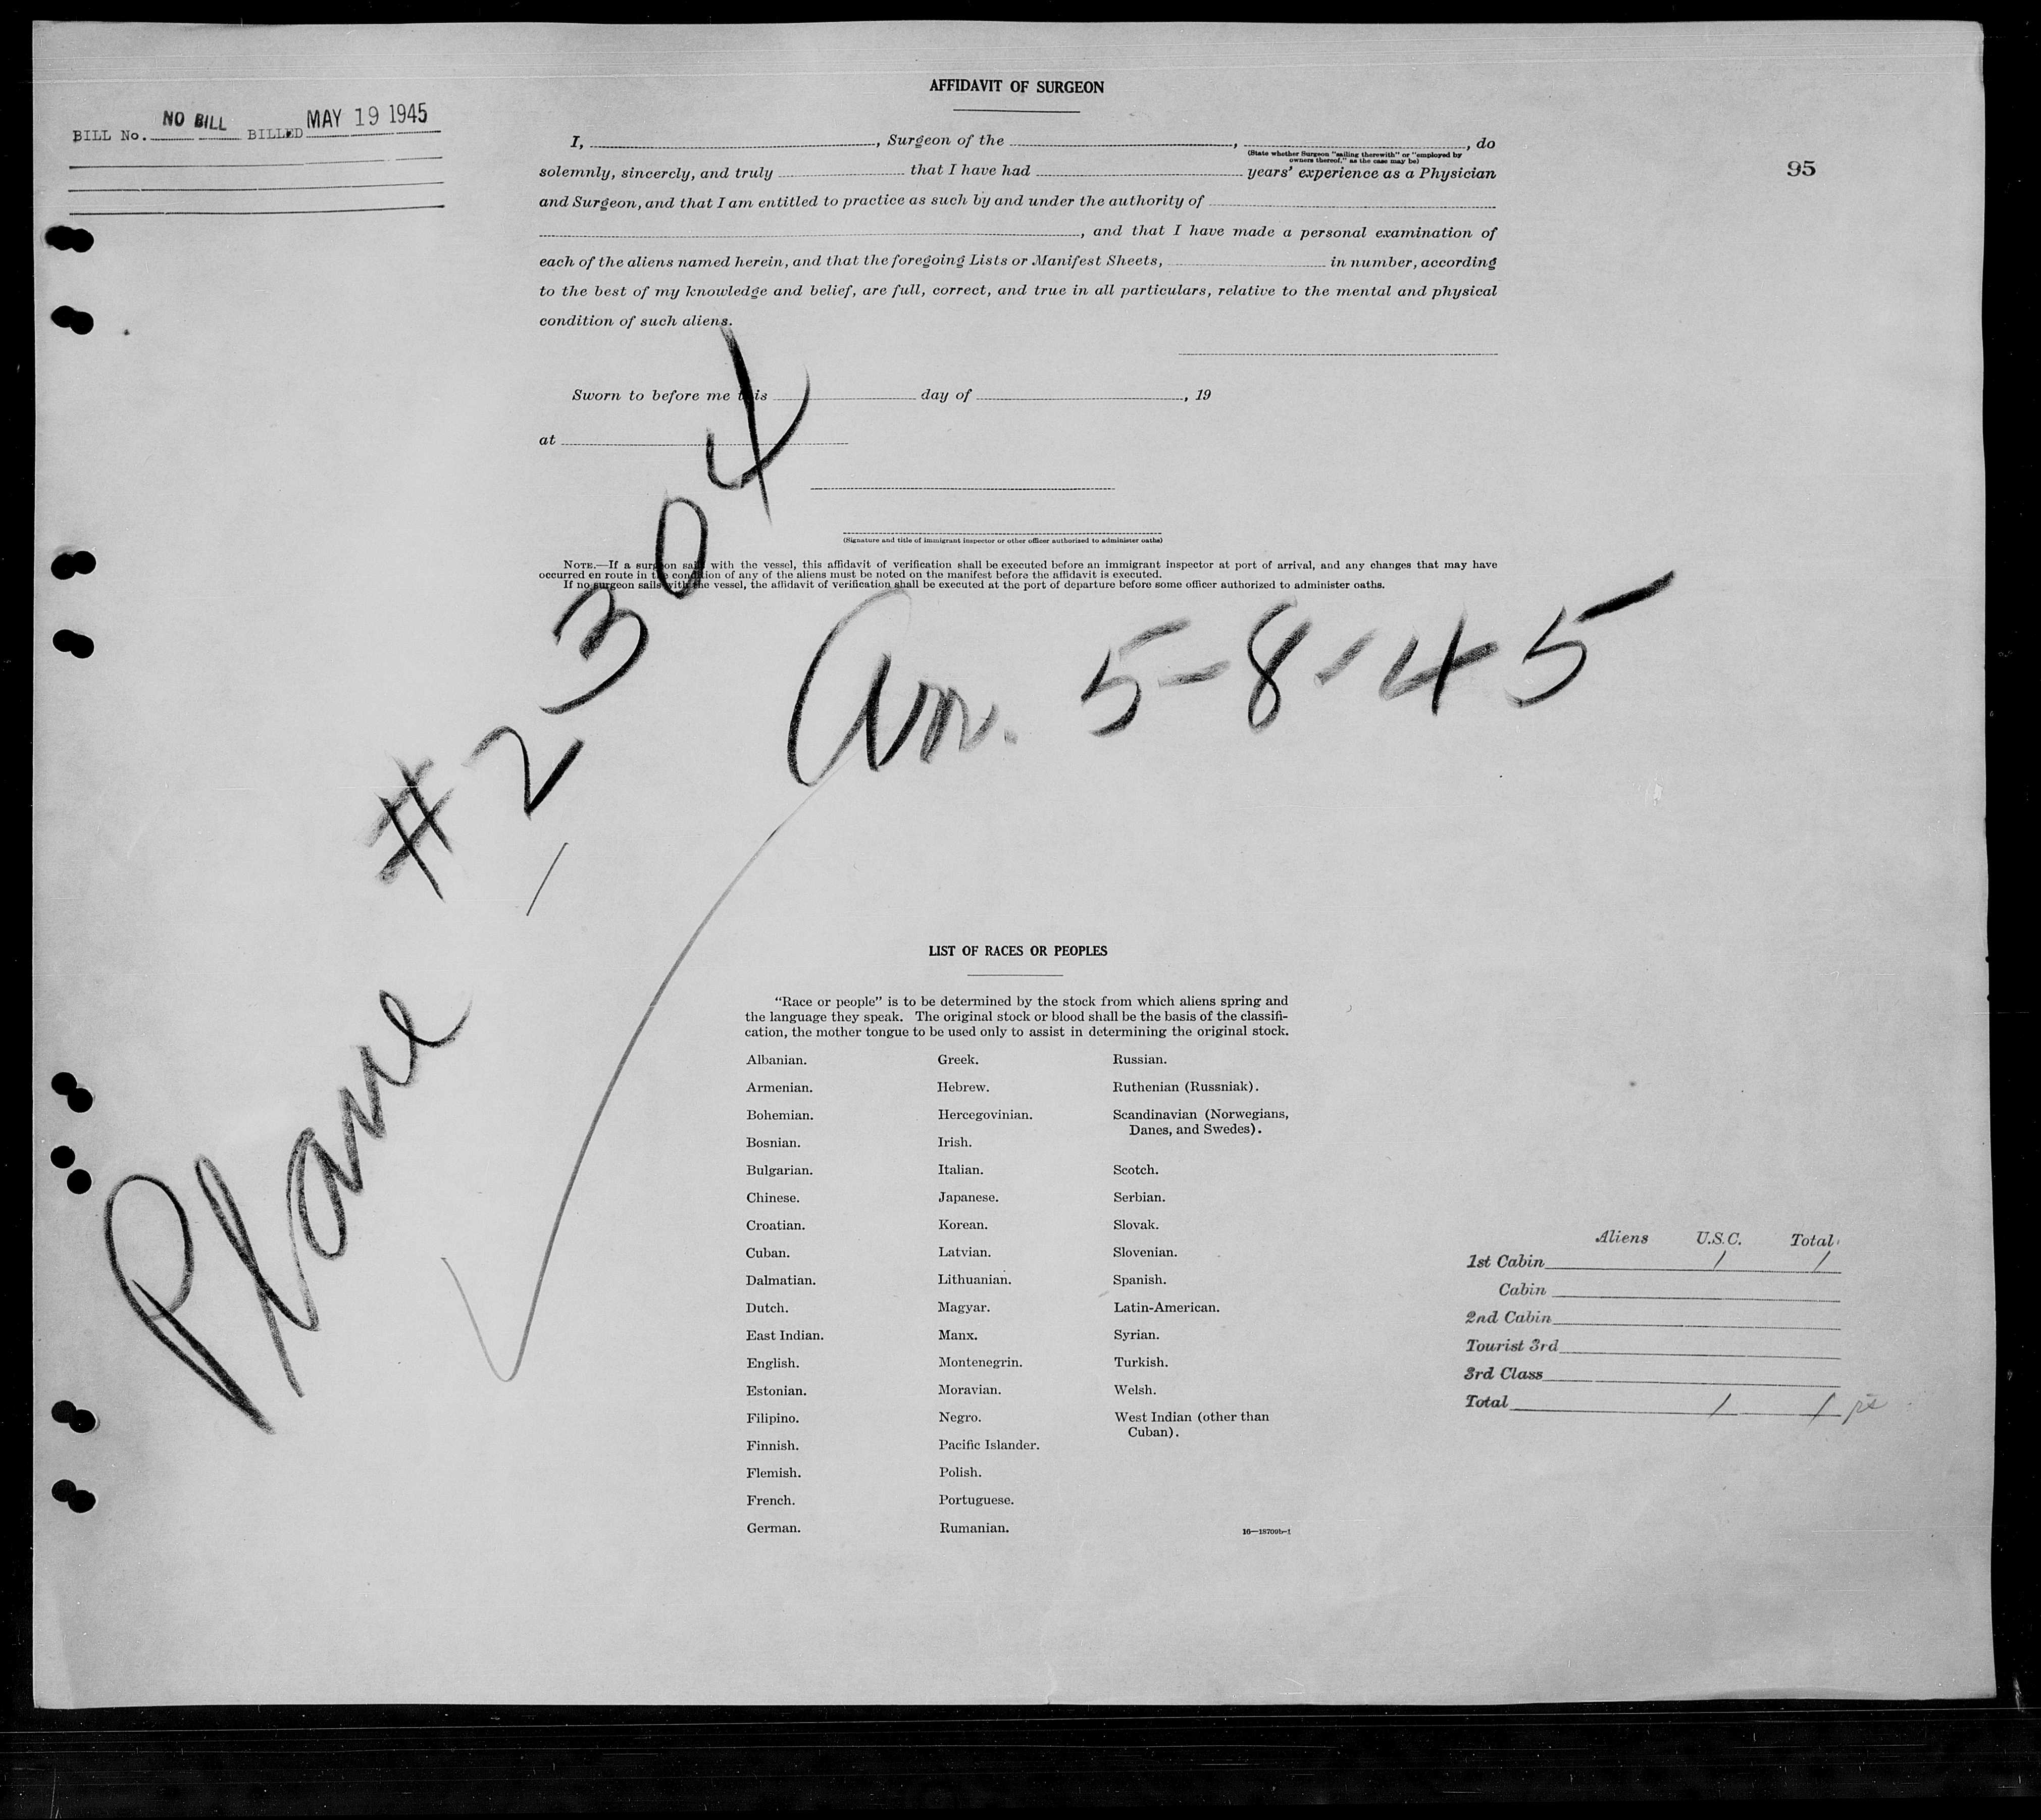 BILL No. NO BILL BILLED MAY 19 1945
AFFIDAVIT OF SURGEON
95
I, , Surgeon of the , , do
(State whether Surgeon "sailing therewith" or "employed by
owners thereof," as the case may be)
solemnly, sincerely, and truly that I have had years' experience as a Physician
and Surgeon, and that I am entitled to practice as such by and under the authority of
, and that I have made a personal examination of
each of the aliens named herein, and that the foregoing Lists or Manifest Sheets, in number, according
to the best of my knowledge and belief, are full, correct, and true in all particulars, relative to the mental and physical
condition of such aliens.
Sworn to before me this day of , 19
at
(Signature and title of immigrant inspector or other officer authorized to administer oaths)
NOTE.—If a surgeon sails with the vessel, this affidavit of verification shall be executed before an immigrant inspector at port of arrival, and any changes that may have
occurred en route in the condition of any of the aliens must be noted on the manifest before the affidavit is executed.
If no surgeon sails with the vessel, the affidavit of verification shall be executed at the port of departure before some officer authorized to administer oaths.
Plane #2304
Arr. 5-8-45
LIST OF RACES OR PEOPLES
"Race or people" is to be determined by the stock from which aliens spring and
the language they speak. The original stock or blood shall be the basis of the classifi-
cation, the mother tongue to be used only to assist in determining the original stock.
Albanian. Greek. Russian.
Armenian. Hebrew. Ruthenian (Russniak).
Bohemian. Hercegovinian. Scandinavian (Norwegians,
Danes, and Swedes).
Bosnian. Irish.
Bulgarian. Italian. Scotch.
Chinese. Japanese. Serbian.
Croatian. Korean. Slovak.
Cuban. Latvian. Slovenian.
Dalmatian. Lithuanian. Spanish.
Dutch. Magyar. Latin-American.
East Indian. Manx. Syrian.
English. Montenegrin. Turkish.
Estonian. Moravian. Welsh.
Filipino. Negro. West Indian (other than
Cuban).
Finnish. Pacific Islander.
Flemish. Polish.
French. Portuguese.
German. Rumanian.
16—18709b-1
Aliens U.S.C. Total
1st Cabin 1 1
Cabin
2nd Cabin
Tourist 3rd
3rd Class
Total 1 1